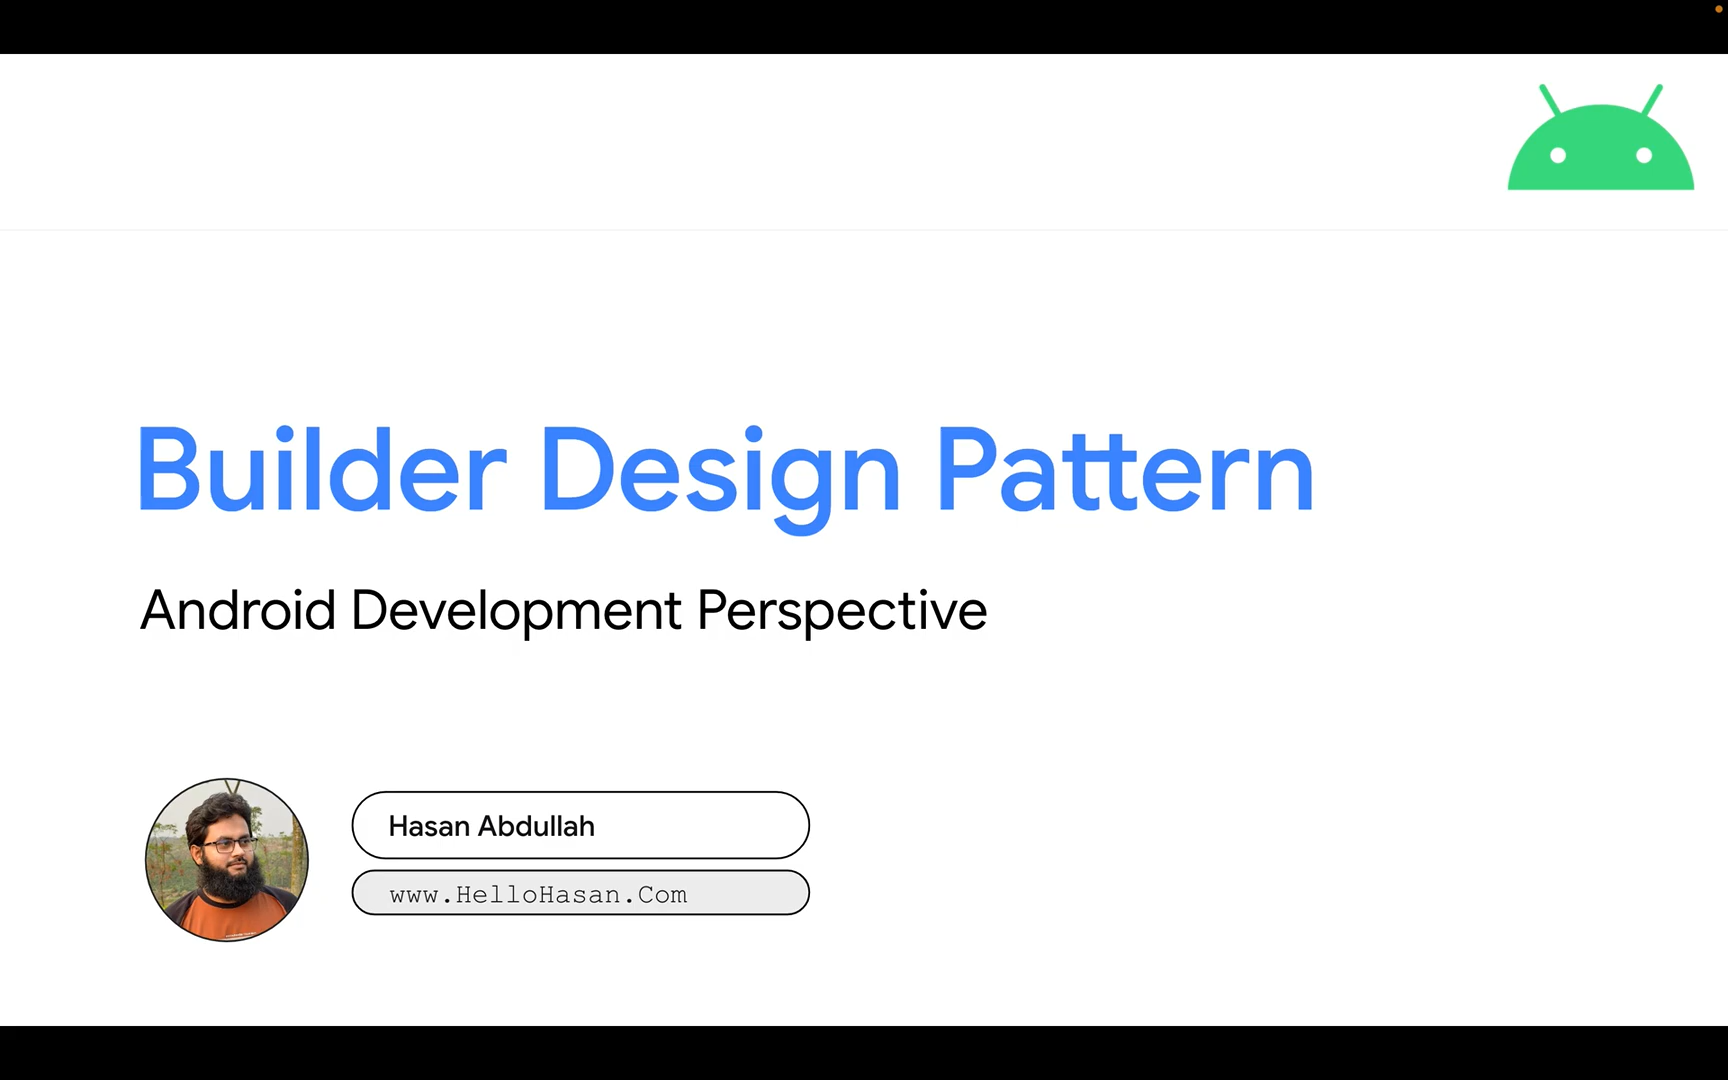 Builder Design Pattern
Android Development Perspective
Hasan Abdullah
www.HelloHasan.Com